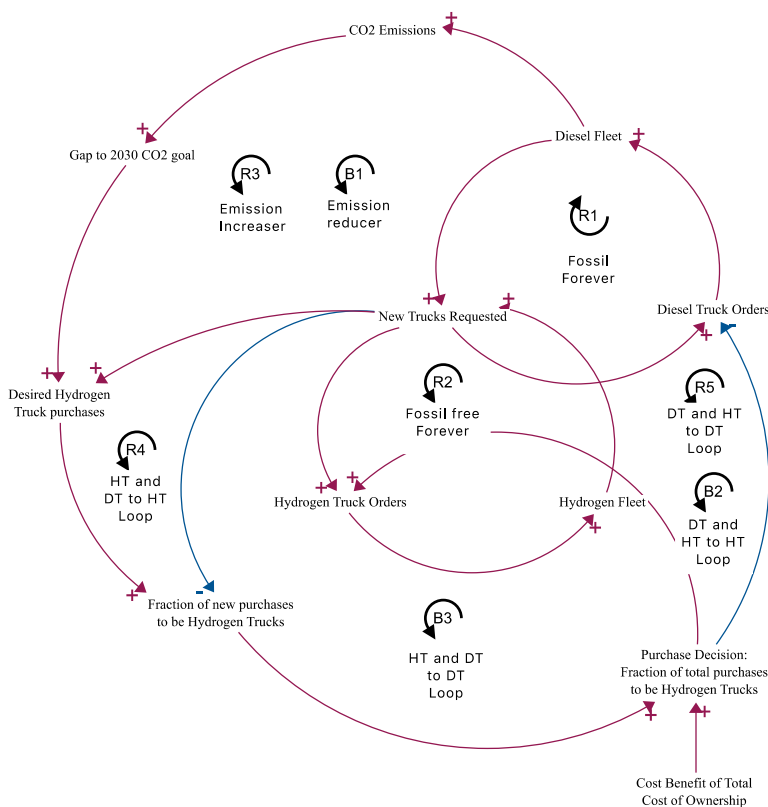 CO2 Emissions
+
+
Diesel Fleet
+
Gap to 2030 CO2 goal
R3
Emission
Increaser
B1
Emission
reducer
R1
Fossil
Forever
+
New Trucks Requested
+
Diesel Truck Orders
+
-
+
Desired Hydrogen
Truck purchases
+
R2
Fossil free
Forever
R5
DT and HT
to DT
Loop
R4
HT and
DT to HT
Loop
+
+
Hydrogen Truck Orders
Hydrogen Fleet
+
B2
DT and
HT to HT
Loop
+
-
Fraction of new purchases
to be Hydrogen Trucks
B3
HT and DT
to DT
Loop
Purchase Decision:
Fraction of total purchases
to be Hydrogen Trucks
+
+
Cost Benefit of Total
Cost of Ownership